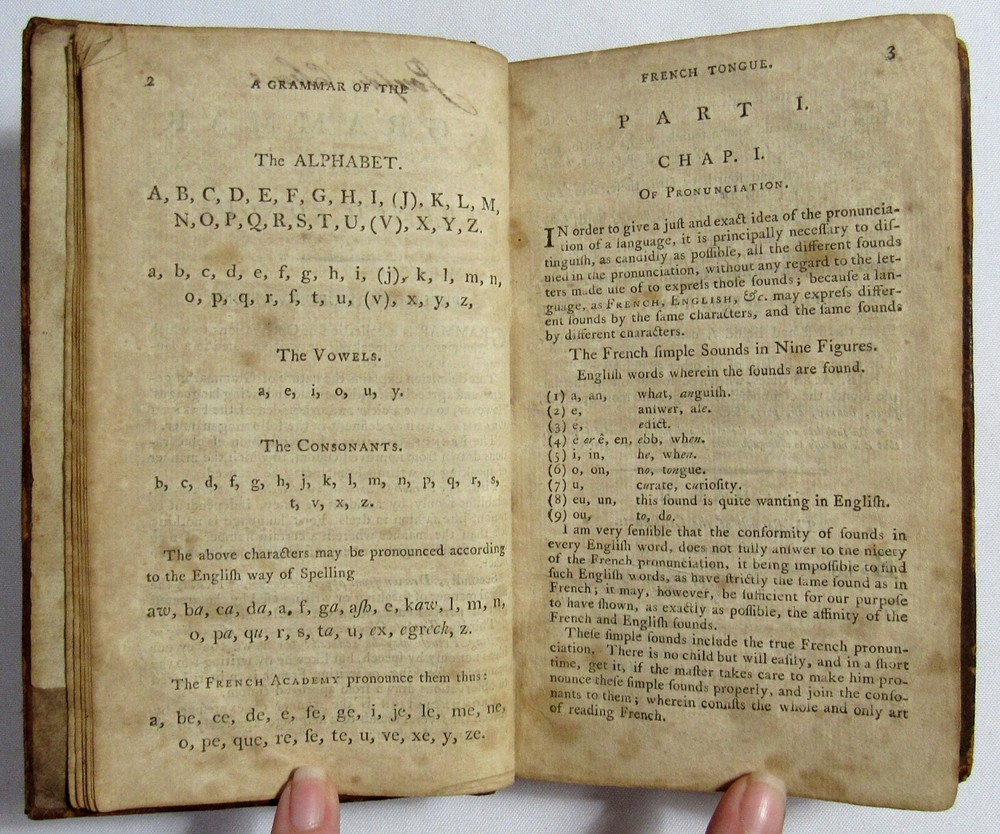 2
A GRAMMAR OF THE
The ALPHABET.
A, B, C, D, E, F, G, H, I, (J), K, L, M,
N, O, P, Q, R, S, T, U, (V), X, Y, Z.
a, b, c, d, e, f, g, h, i, (j), k, l, m, n,
o, p, q, r, ſ, t, u, (v), x, y, z,
The VOWELS.
a, e, i, o, u, y.
The CONSONANTS.
b, c, d, f, g, h, j, k, l, m, n, p, q, r, s,
t, v, x, z.
The above characters may be pronounced according
to the Engliſh way of Spelling
aw, ba, ca, da, a, f, ga, aſh, e, kaw, l, m, n,
o, pa, qu, r, s, ta, u, ex, egreck, z.
The FRENCH ACADEMY pronounce them thus:
a, be, ce, de, e, fe, ge, i, je, le, me, ne,
o, pe, que, re, ſe, te, u, ve, xe, y, ze.
FRENCH TONGUE.
3
PART I.
CHAP. I.
OF PRONUNCIATION.
IN order to give a juſt and exact idea of the pronuncia-
tion of a language, it is principally neceſſary to diſ-
tinguiſh, as candidly as poſſible, all the different ſounds
uſed in the pronunciation, without any regard to the let-
ters made uſe of to expreſs thoſe ſounds; becauſe a lan-
guage, as FRENCH, ENGLISH, &c. may expreſs differ-
ent ſounds by the ſame characters, and the ſame ſounds
by different characters.
The French ſimple Sounds in Nine Figures.
Engliſh words wherein the ſounds are found.
(1) a, an, what, anguiſh.
(2) e, anſwer, ale.
(3) e, edict.
(4) è or ê, en, ebb, when.
(5) i, in, he, when.
(6) o, on, no, tongue.
(7) u, curate, curioſity.
(8) eu, un, this ſound is quite wanting in Engliſh.
(9) ou, to, do.
I am very ſenſible that the conformity of ſounds in
every Engliſh word, does not fully anſwer to the nicety
of the French pronunciation, it being impoſſible to find
ſuch Engliſh words, as have ſtrictly the ſame ſound as in
French; it may, however, be ſufficient for our purpoſe
to have ſhown, as exactly as poſſible, the affinity of the
French and Engliſh ſounds.
Theſe ſimple ſounds include the true French pronun-
ciation. There is no child but will eaſily, and in a ſhort
time, get it, if the maſter takes care to make him pro-
nounce theſe ſimple ſounds properly, and join the conſo-
nants to them; wherein conſiſts the whole and only art
of reading French.